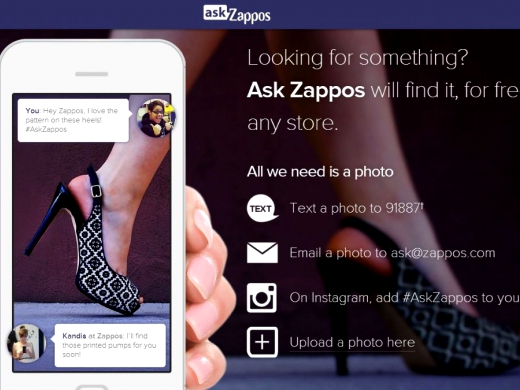 ask Zappos
Looking for something?
Ask Zappos will find it, for fre
any store.
You: Hey Zappos, I love the
pattern on these heels!
#AskZappos
All we need is a photo
TEXT
Text a photo to 91887†
Email a photo to ask@zappos.com
On Instagram, add #AskZappos to you
Upload a photo here
Kandis at Zappos: I'll find
those printed pumps for you
soon!